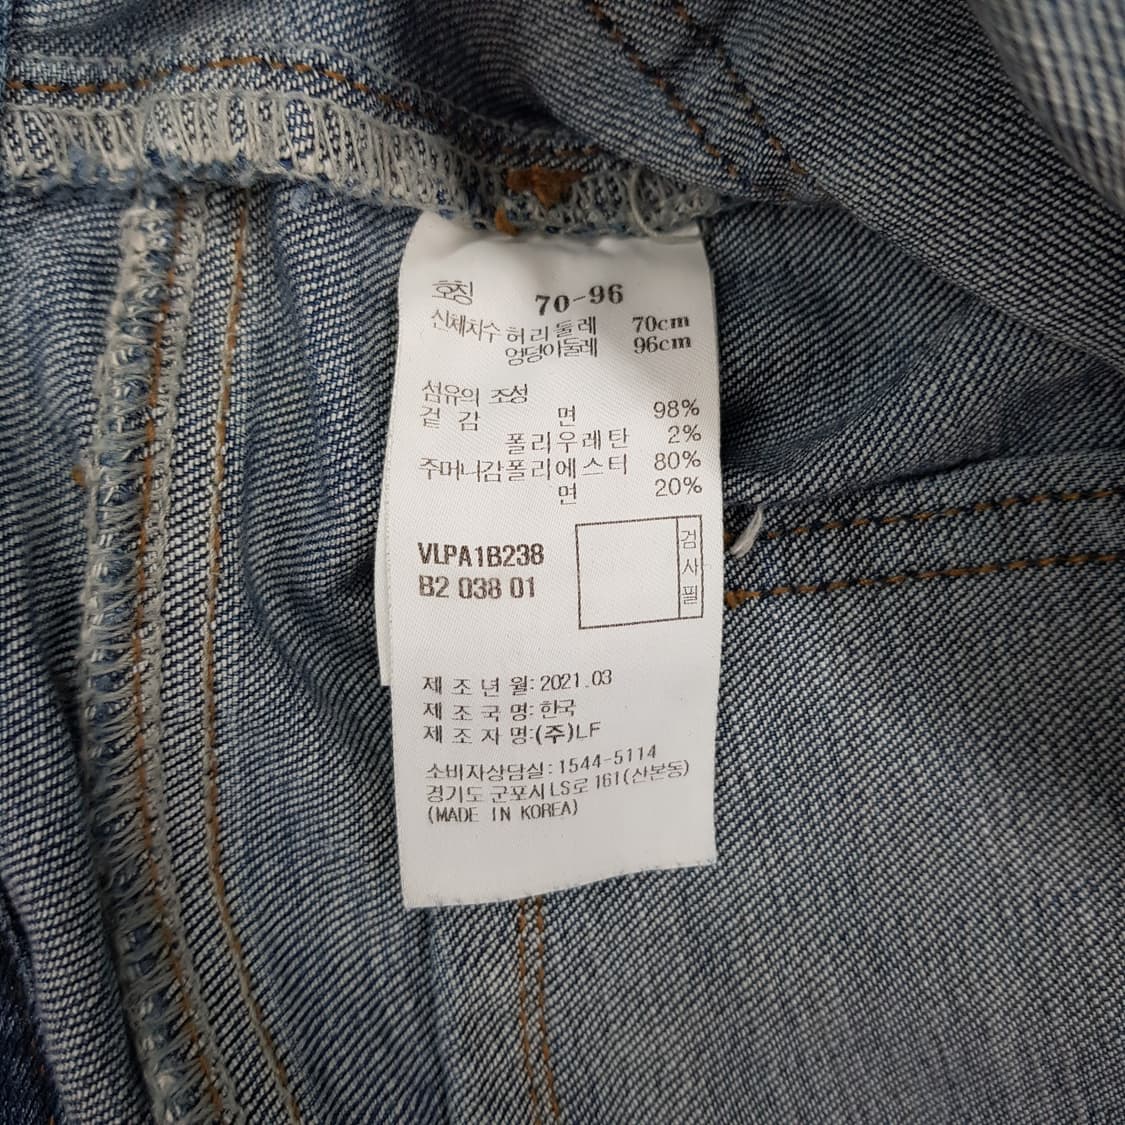 호칭 70-96
신체치수 허리둘레 70cm
엉덩이둘레 96cm
섬유의 조성
겉 감 면 98%
폴리우레탄 2%
주머니감 폴리에스터 80%
면 20%
VLPA1B238
B2 038 01
검사필
제 조 년 월: 2021.03
제 조 국 명: 한국
제 조 자 명:(주)LF
소비자상담실: 1544-5114
경기도 군포시 LS로 161(산본동)
(MADE IN KOREA)